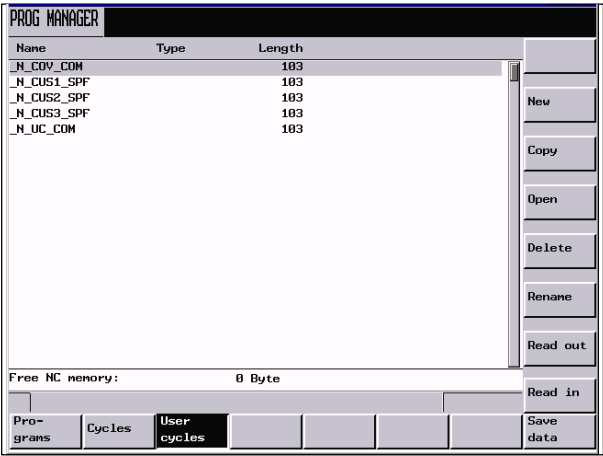 PROG MANAGER
Name Type Length
_N_COV_COM 103
_N_CUS1_SPF 103
_N_CUS2_SPF 103
_N_CUS3_SPF 103
_N_UC_COM 103
New
Copy
Open
Delete
Rename
Read out
Read in
Free NC memory: 0 Byte
Pro-
grams
Cycles
User
cycles
Save
data